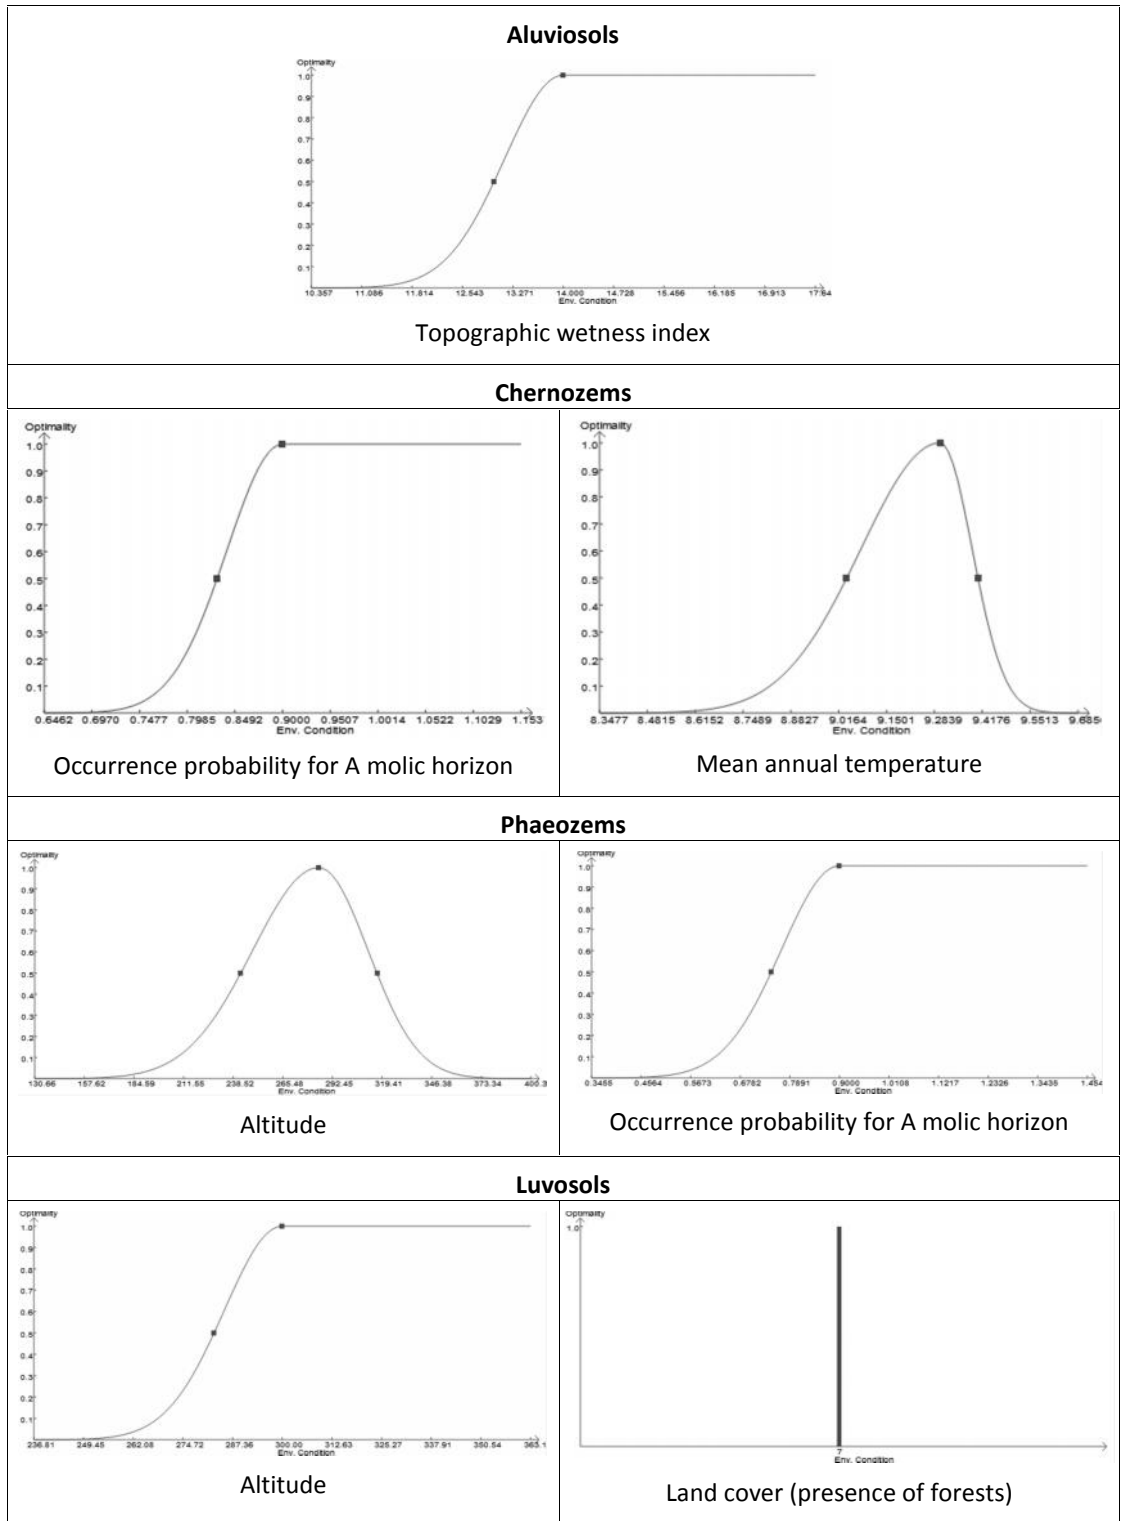 Aluviosols
Optimality
1.0
0.9
0.8
0.7
0.6
0.5
0.4
0.3
0.2
0.1
10.357 11.086 11.814 12.543 13.271 14.000 14.728 15.456 16.185 16.913 17.64
Env. Condition
Topographic wetness index
Chernozems
Optimality
1.0
0.9
0.8
0.7
0.6
0.5
0.4
0.3
0.2
0.1
0.6462 0.6970 0.7477 0.7985 0.8492 0.9000 0.9507 1.0014 1.0522 1.1029 1.153
Env. Condition
Occurrence probability for A molic horizon
Optimality
1.0
0.9
0.8
0.7
0.6
0.5
0.4
0.3
0.2
0.1
8.3477 8.4815 8.6152 8.7489 8.8827 9.0164 9.1501 9.2839 9.4176 9.5513 9.685
Env. Condition
Mean annual temperature
Phaeozems
Optimality
1.0
0.9
0.8
0.7
0.6
0.5
0.4
0.3
0.2
0.1
130.66 157.62 184.59 211.55 238.52 265.48 292.45 319.41 346.38 373.34 400.3
Env. Condition
Altitude
Optimality
1.0
0.9
0.8
0.7
0.6
0.5
0.4
0.3
0.2
0.1
0.3455 0.4564 0.5673 0.6782 0.7891 0.9000 1.0108 1.1217 1.2326 1.3435 1.454
Env. Condition
Occurrence probability for A molic horizon
Luvosols
Optimality
1.0
0.9
0.8
0.7
0.6
0.5
0.4
0.3
0.2
0.1
236.81 249.45 262.08 274.72 287.36 300.00 312.63 325.27 337.91 350.54 363.1
Env. Condition
Altitude
Optimality
1.0
7
Env. Condition
Land cover (presence of forests)